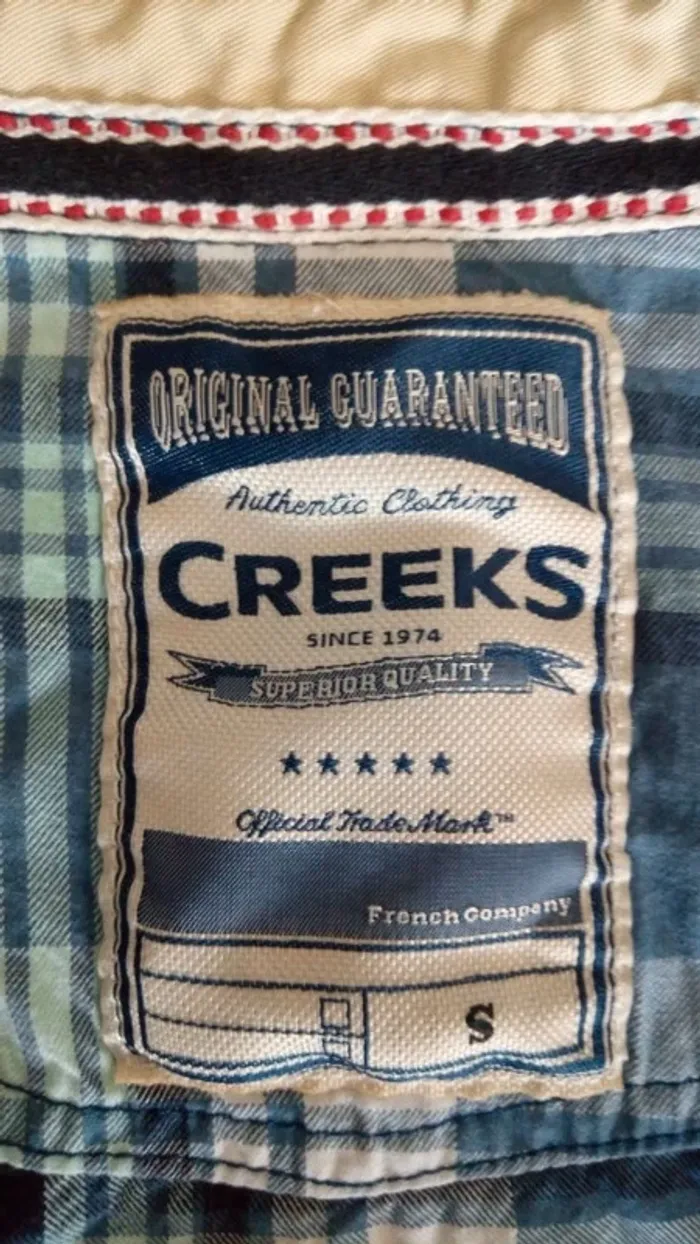 ORIGINAL GUARANTEED
Authentic Clothing
CREEKS
SINCE 1974
SUPERIOR QUALITY
★★★★★
Official Trade Mark™
French Company
S